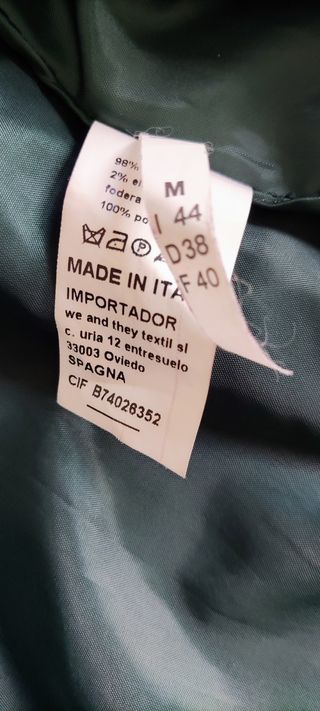 98%
2% el
fodera
100% po
MADE IN ITA
IMPORTADOR
we and they textil sl
c. uria 12 entresuelo
33003 Oviedo
SPAGNA
CIF B74026352
M
I 44
D38
F 40